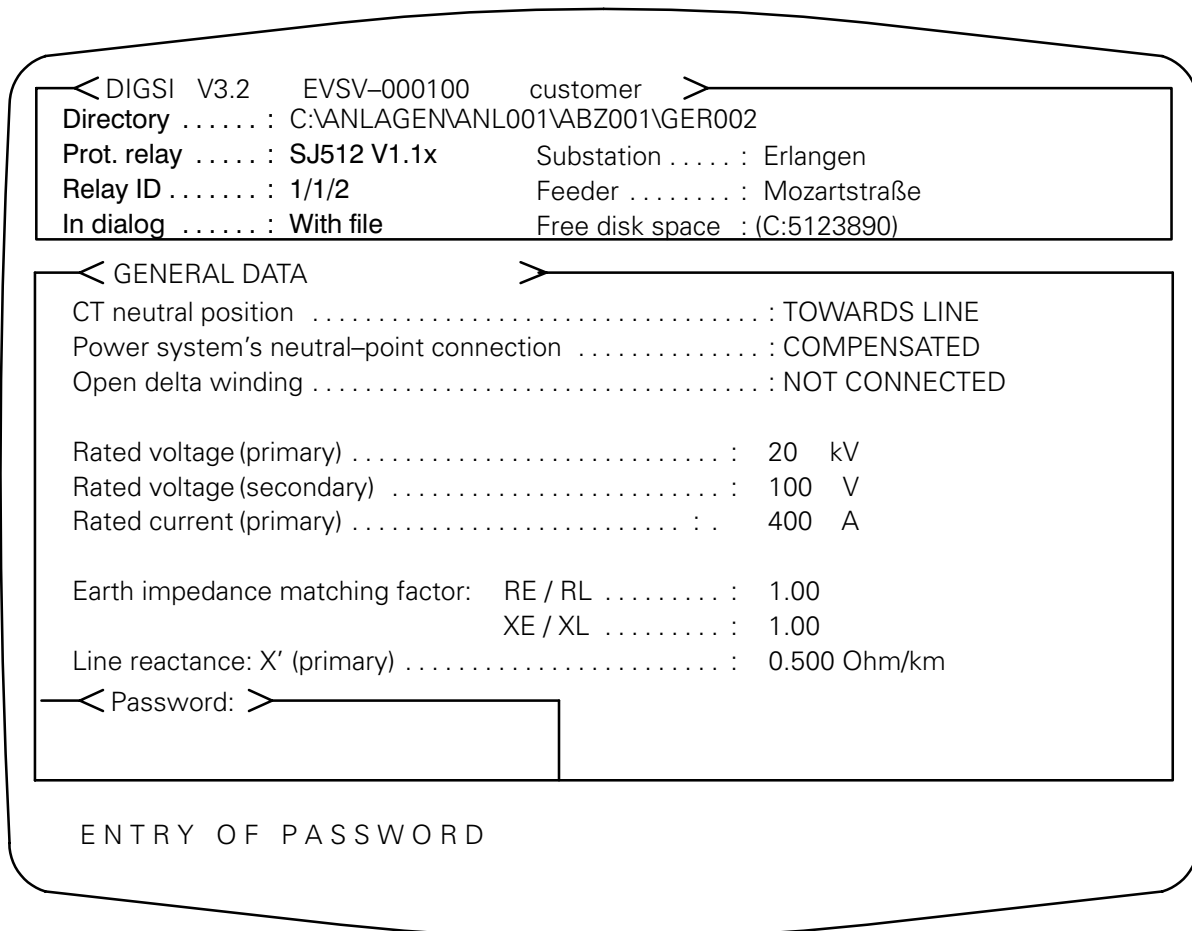 DIGSI V3.2 EVSV–000100 customer
Directory . . . . . . : C:\ANLAGEN\ANL001\ABZ001\GER002
Prot. relay . . . . . : SJ512 V1.1x Substation . . . . . : Erlangen
Relay ID . . . . . . . : 1/1/2 Feeder . . . . . . . . : Mozartstraße
In dialog . . . . . . : With file Free disk space : (C:5123890)
GENERAL DATA
CT neutral position . . . . . . . . . . . . . . . . . . . . . . . . . . . . . . . . . . : TOWARDS LINE
Power system's neutral–point connection . . . . . . . . . . . . . . : COMPENSATED
Open delta winding . . . . . . . . . . . . . . . . . . . . . . . . . . . . . . . . . . : NOT CONNECTED
Rated voltage (primary) . . . . . . . . . . . . . . . . . . . . . . . . . . . . : 20 kV
Rated voltage (secondary) . . . . . . . . . . . . . . . . . . . . . . . . . : 100 V
Rated current (primary) . . . . . . . . . . . . . . . . . . . . . . . . . : . 400 A
Earth impedance matching factor: RE / RL . . . . . . . . . : 1.00
XE / XL . . . . . . . . . : 1.00
Line reactance: X' (primary) . . . . . . . . . . . . . . . . . . . . . . . . : 0.500 Ohm/km
Password:
ENTRY OF PASSWORD